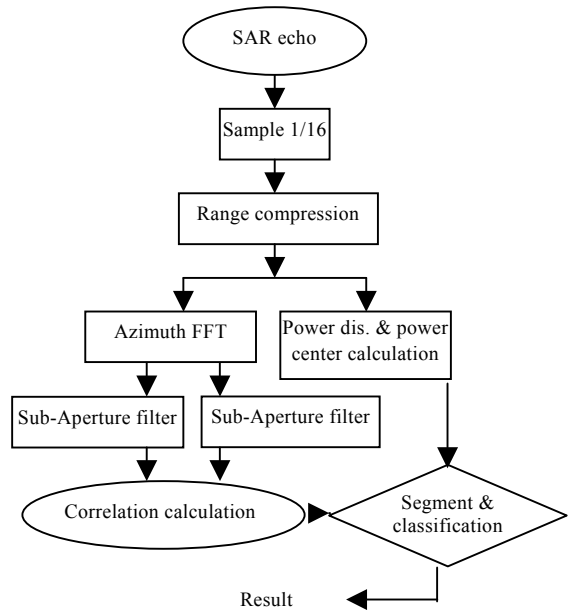 SAR echo
Sample 1/16
Range compression
Azimuth FFT
Power dis. & power
center calculation
Sub-Aperture filter
Sub-Aperture filter
Correlation calculation
Segment &
classification
Result